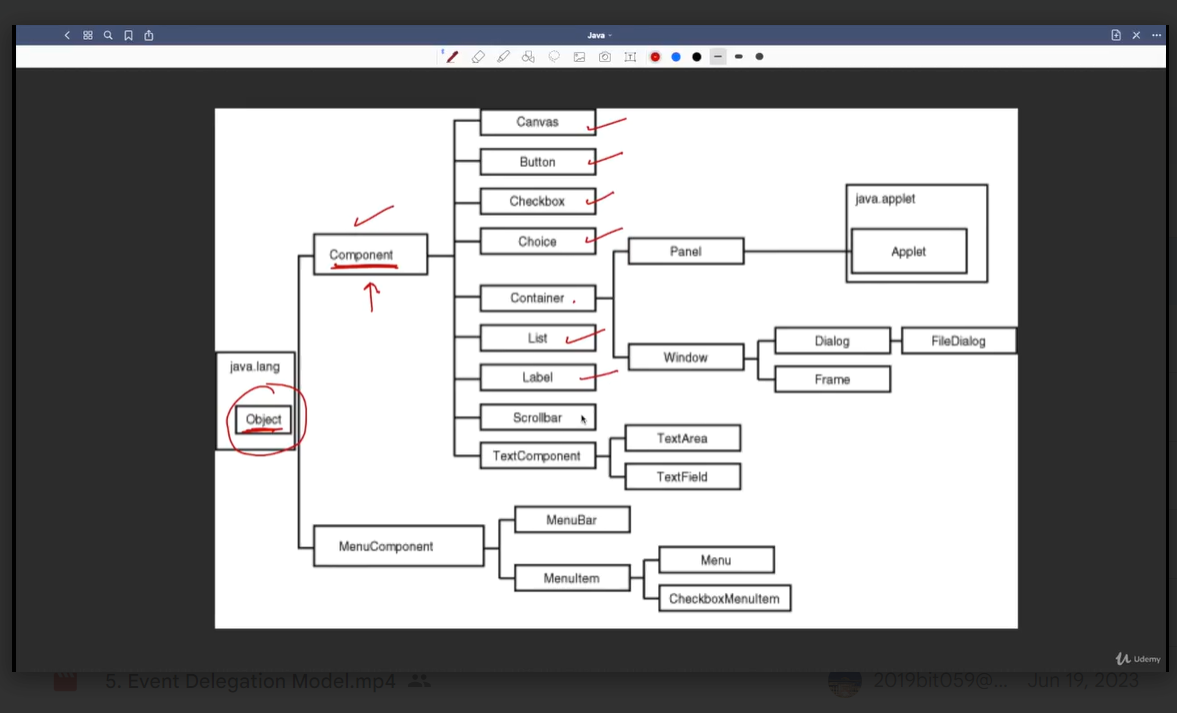 Java
Canvas
Button
Checkbox
java.applet
Choice
Component
Panel
Applet
Container
List
Dialog
FileDialog
Window
java.lang
Label
Frame
Object
Scrollbar
TextArea
TextComponent
TextField
MenuBar
MenuComponent
Menu
MenuItem
CheckboxMenuItem
Udemy
5. Event Delegation Model.mp4
2019bit059@...
Jun 19, 2023